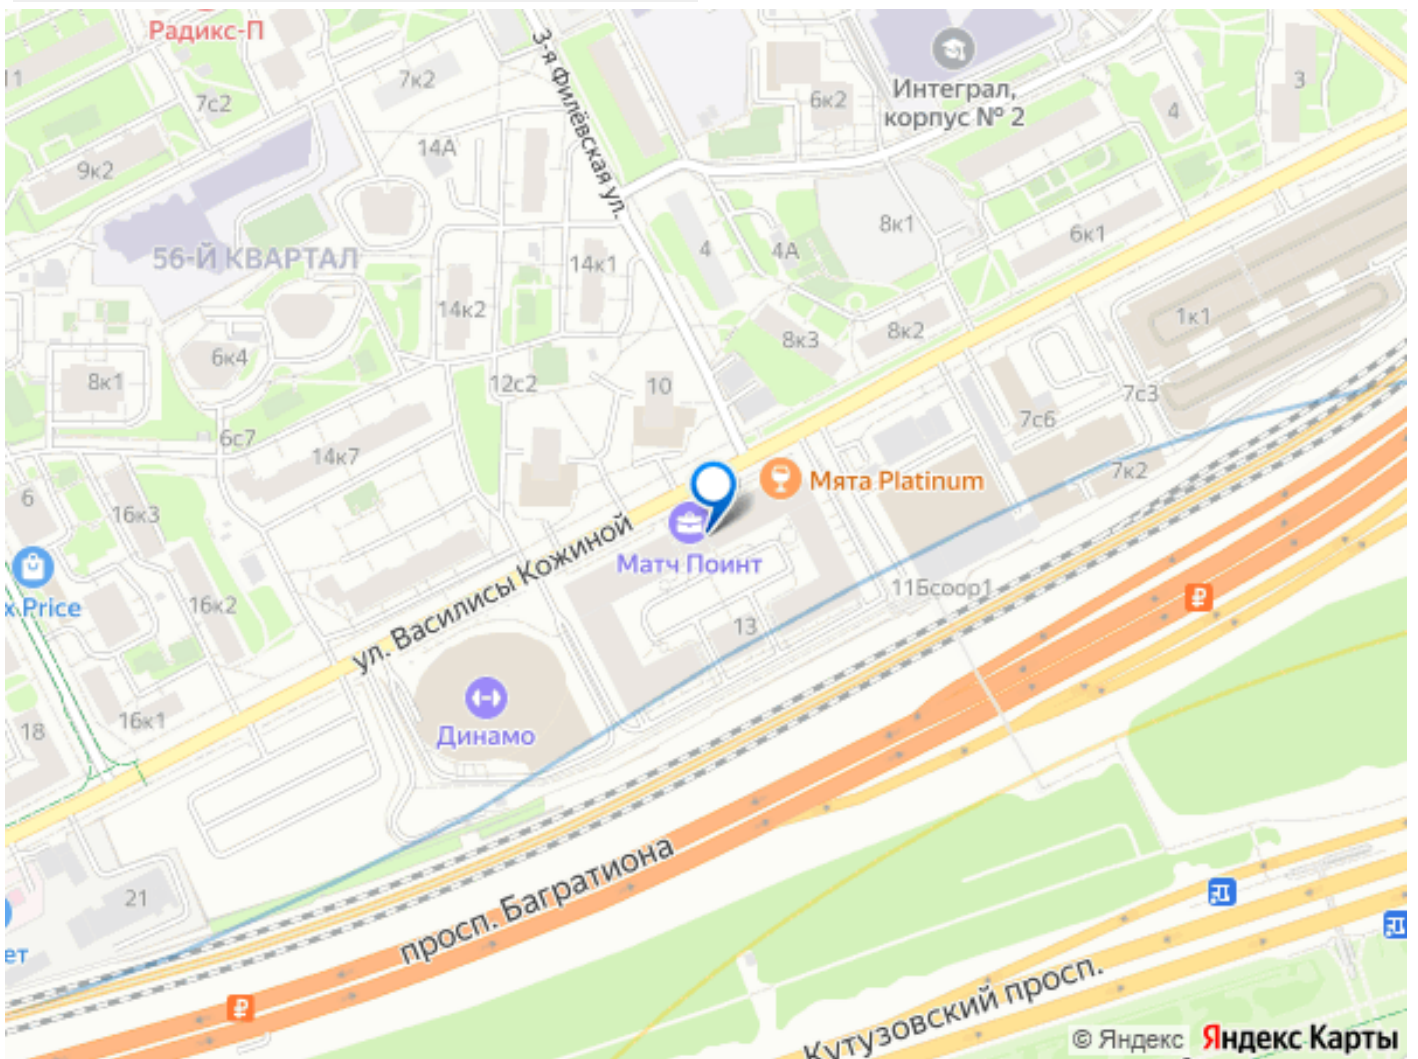 Радикс-П
11
7с2
7к2
9к2
14А
3-я Филёвская ул.
6к2
Интеграл,
корпус № 2
3
4
8к1
6к1
56-Й КВАРТАЛ
14к1
4
4А
14к2
6к4
8к3
8к2
1к1
8к1
12с2
10
7с3
6с7
14к7
7с6
7к2
6
16к3
Мята Platinum
Матч Поинт
x Price
16к2
ул. Василисы Кожиной
11Бсоор1
13
18
16к1
Динамо
21
ет
просп. Багратиона
Кутузовский просп.
© Яндекс Яндекс Карты